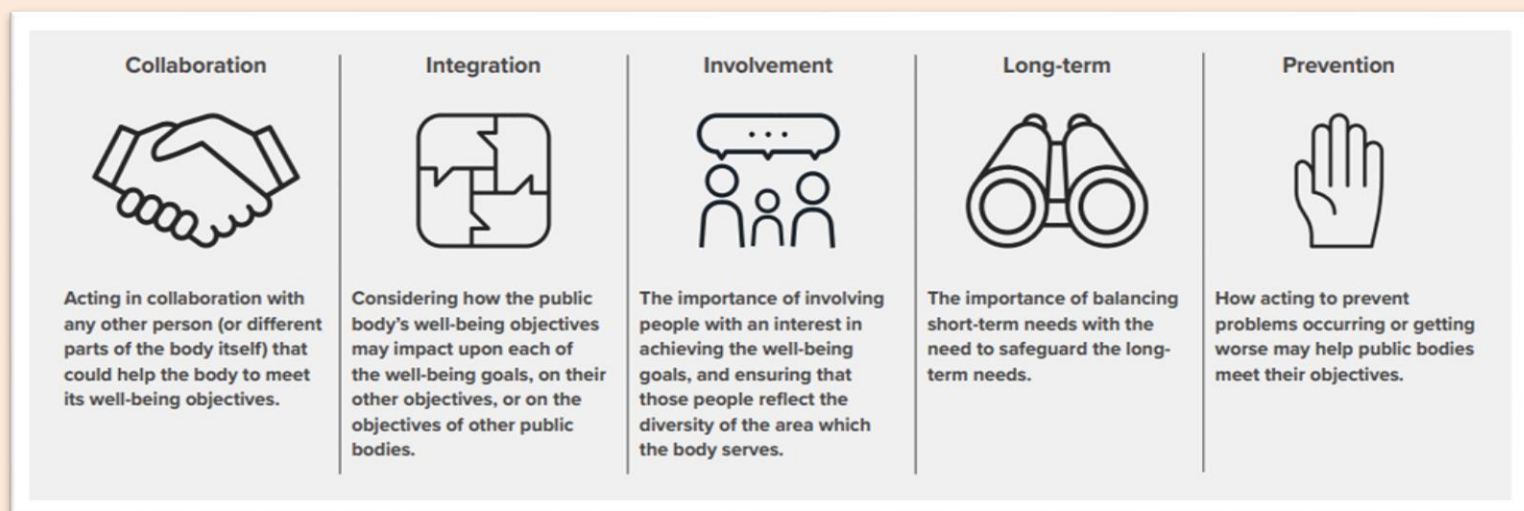 Collaboration
Acting in collaboration with
any other person (or different
parts of the body itself) that
could help the body to meet
its well-being objectives.
Integration
Considering how the public
body's well-being objectives
may impact upon each of
the well-being goals, on their
other objectives, or on the
objectives of other public
bodies.
Involvement
The importance of involving
people with an interest in
achieving the well-being
goals, and ensuring that
those people reflect the
diversity of the area which
the body serves.
Long-term
The importance of balancing
short-term needs with the
need to safeguard the long-
term needs.
Prevention
How acting to prevent
problems occurring or getting
worse may help public bodies
meet their objectives.